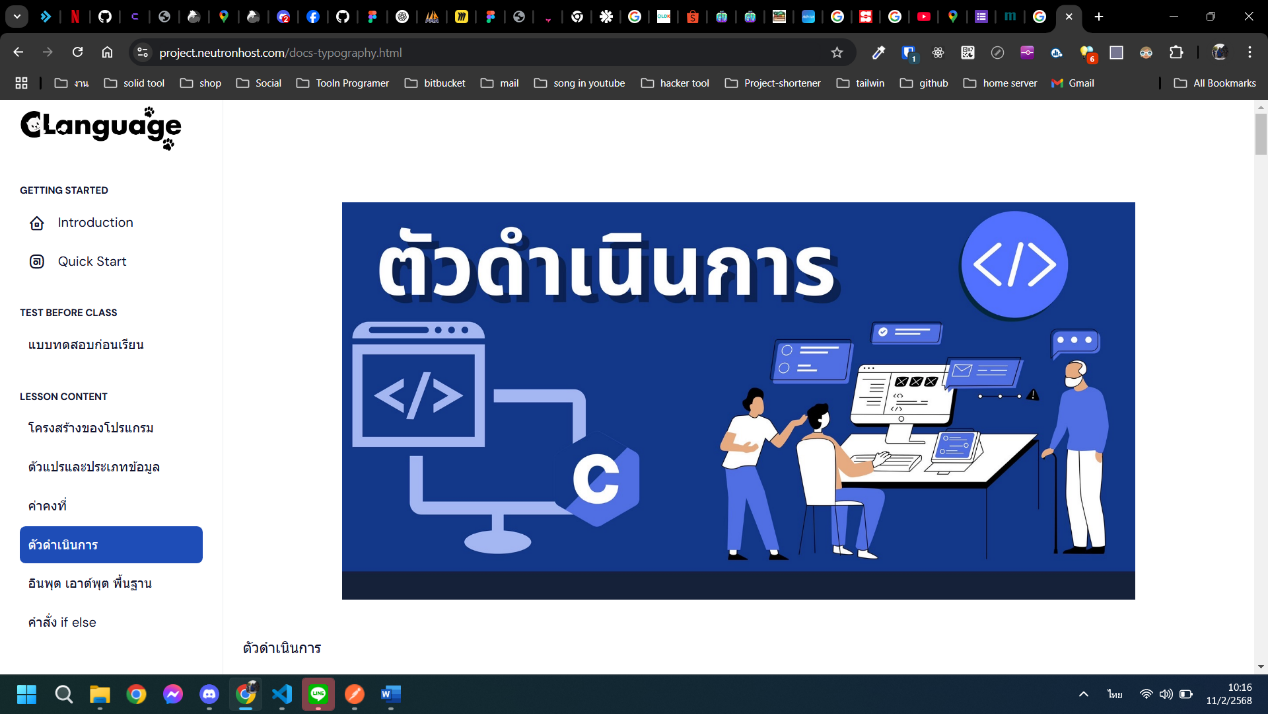 project.neutronhost.com/docs-typography.html
1
6
งาน
solid tool
shop
Social
Tooln Programer
bitbucket
mail
song in youtube
hacker tool
Project-shortener
tailwin
github
home server
Gmail
All Bookmarks
CLanguage
GETTING STARTED
Introduction
Quick Start
TEST BEFORE CLASS
แบบทดสอบก่อนเรียน
LESSON CONTENT
โครงสร้างของโปรแกรม
ตัวแปรและประเภทข้อมูล
ค่าคงที่
ตัวดำเนินการ
อินพุต เอาต์พุต พื้นฐาน
คำสั่ง if else
ตัวดำเนินการ
</>
</>
C
ตัวดำเนินการ
ไทย
10:16
11/2/2568